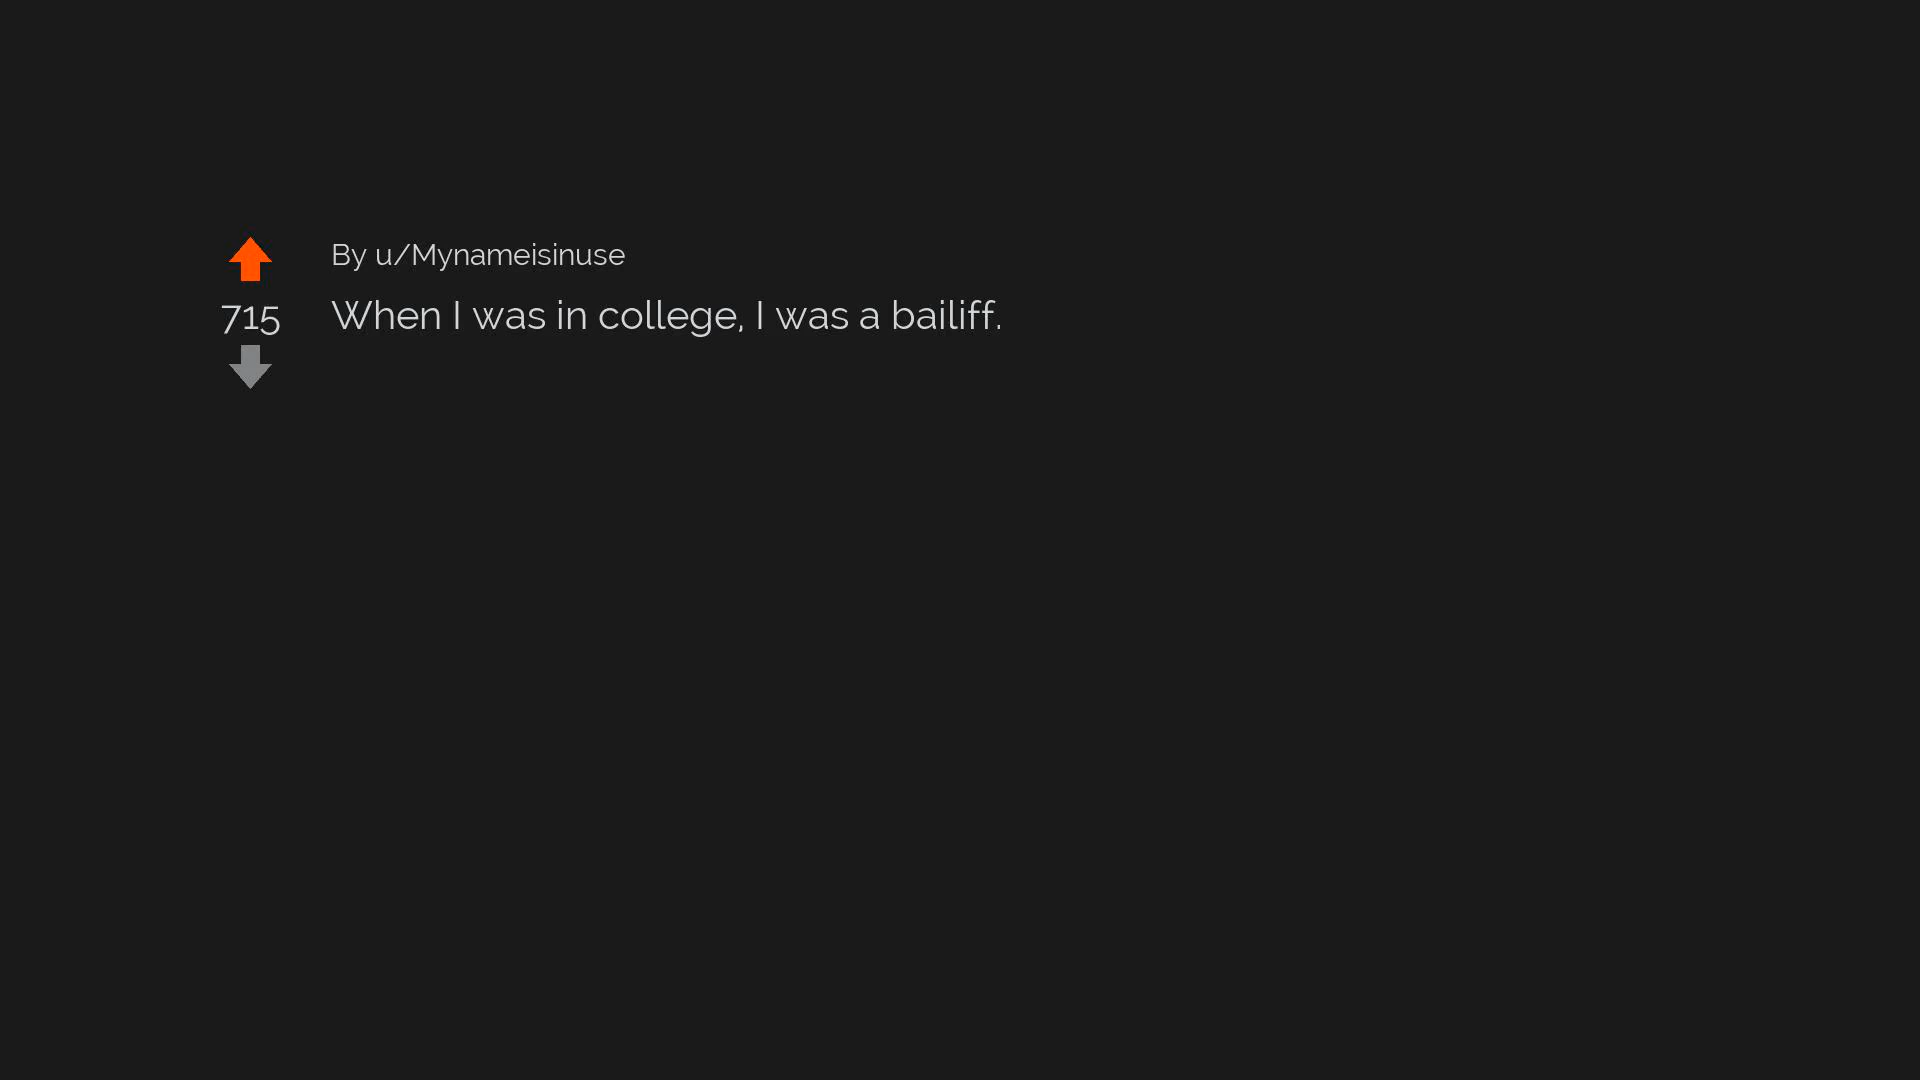 By u/Mynameisinuse
715
When I was in college, I was a bailiff.